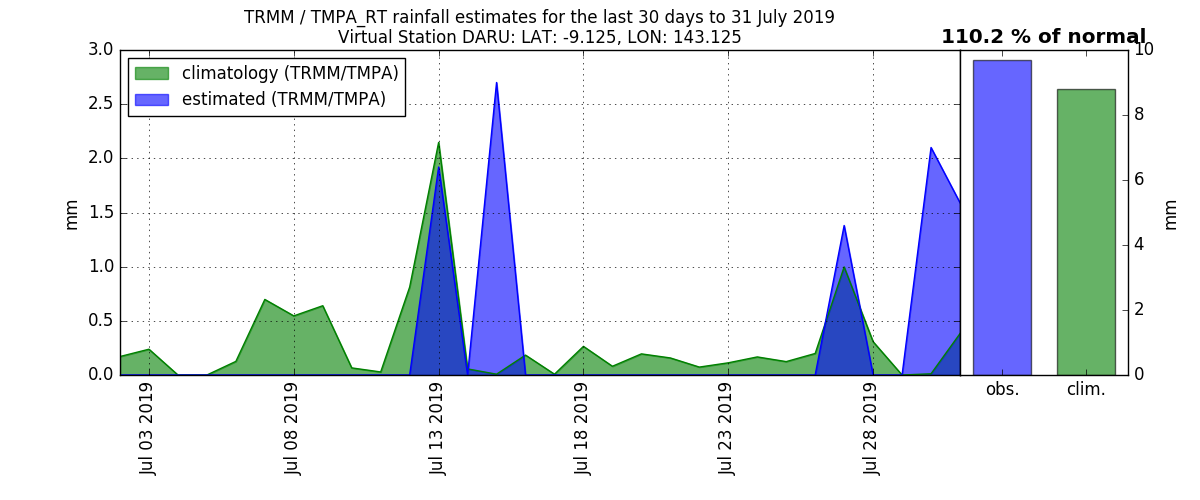 TRMM / TMPA_RT rainfall estimates for the last 30 days to 31 July 2019
Virtual Station DARU: LAT: -9.125, LON: 143.125
110.2 % of normal
climatology (TRMM/TMPA)
estimated (TRMM/TMPA)
mm
3.0
2.5
2.0
1.5
1.0
0.5
0.0
Jul 03 2019
Jul 08 2019
Jul 13 2019
Jul 18 2019
Jul 23 2019
Jul 28 2019
obs.
clim.
10
8
6
4
2
0
mm